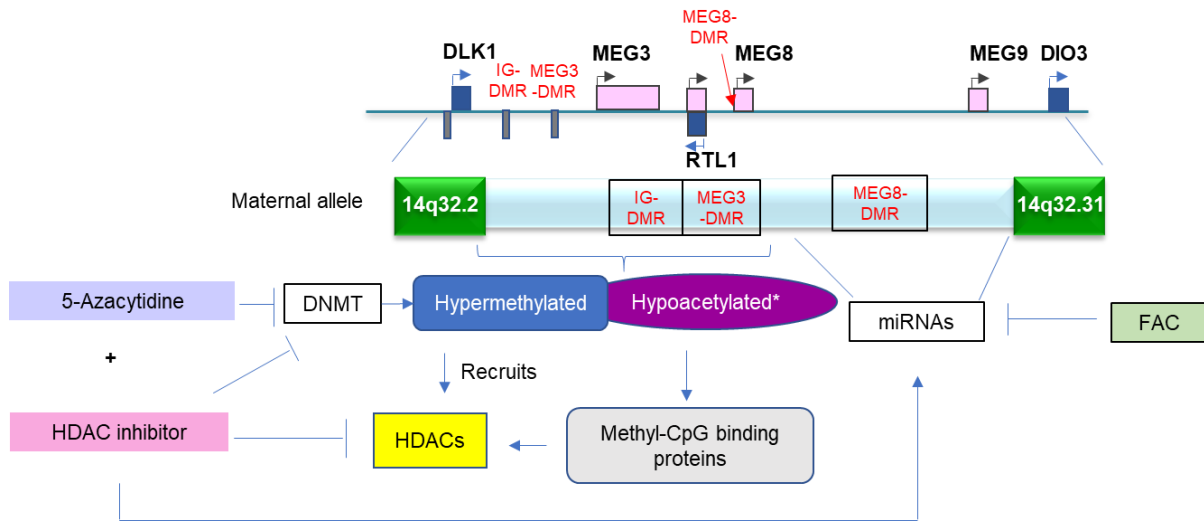 MEG8-
DMR
DLK1
MEG3
MEG8
MEG9
DIO3
IG-
DMR
MEG3
-DMR
RTL1
Maternal allele
14q32.2
IG-
DMR
MEG3
-DMR
MEG8-
DMR
14q32.31
5-Azacytidine
DNMT
Hypermethylated
Hypoacetylated*
miRNAs
FAC
+
Recruits
HDAC inhibitor
HDACs
Methyl-CpG binding
proteins